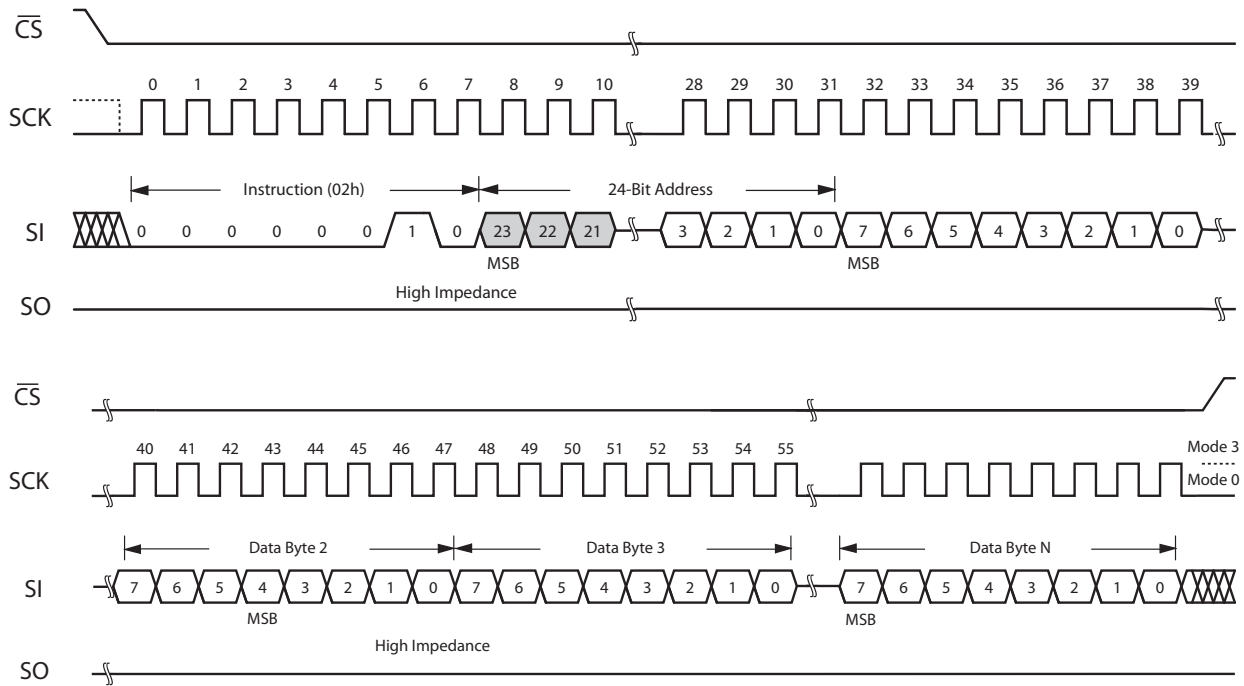 CS
0 1 2 3 4 5 6 7 8 9 10 28 29 30 31 32 33 34 35 36 37 38 39
SCK
Instruction (02h) 24-Bit Address
SI 0 0 0 0 0 0 1 0 23 22 21 3 2 1 0 7 6 5 4 3 2 1 0
MSB MSB
High Impedance
SO
CS
40 41 42 43 44 45 46 47 48 49 50 51 52 53 54 55 Mode 3
SCK Mode 0
Data Byte 2 Data Byte 3 Data Byte N
SI 7 6 5 4 3 2 1 0 7 6 5 4 3 2 1 0 7 6 5 4 3 2 1 0
MSB MSB
High Impedance
SO